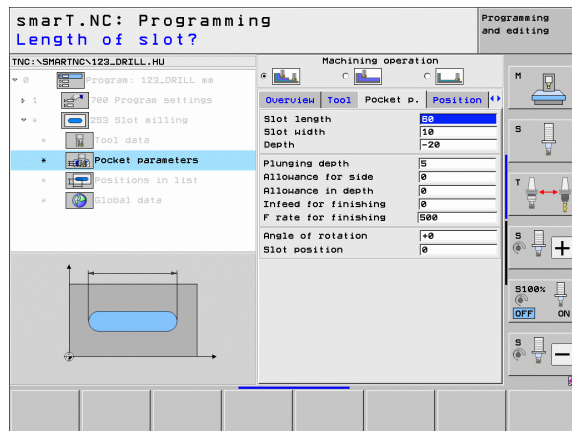 smarT.NC: Programming
Length of slot?
Programming and editing
TNC:\SMARTNC\123_DRILL.HU
0 Program: 123_DRILL mm
1 700 Program settings
* 253 Slot milling
* Tool data
* Pocket parameters
* Positions in list
* Global data
Machining operation
Overview Tool Pocket p. Position
Slot length 60
Slot width 10
Depth -20
Plunging depth 5
Allowance for side 0
Allowance in depth 0
Infeed for finishing 0
F rate for finishing 500
Angle of rotation +0
Slot position 0
M
S
T
S
S100%
OFF ON
S